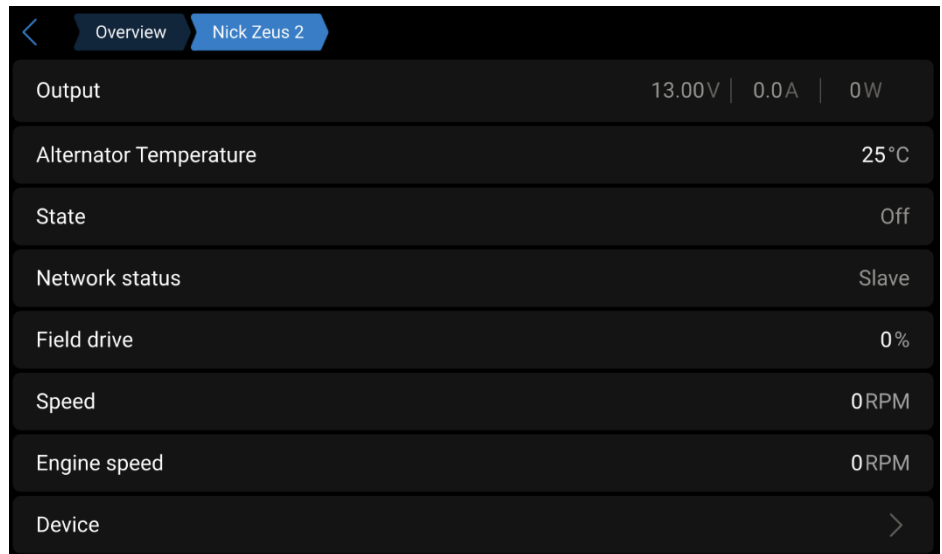 Overview Nick Zeus 2
Output 13.00V 0.0A 0W
Alternator Temperature 25°C
State Off
Network status Slave
Field drive 0%
Speed 0RPM
Engine speed 0RPM
Device